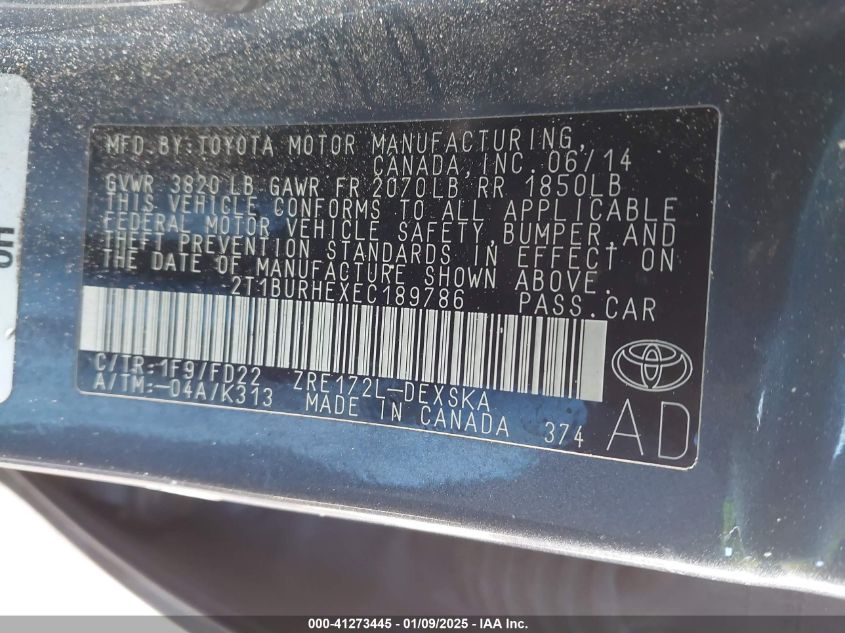 MFD.BY:TOYOTA MOTOR MANUFACTURING,
CANADA,INC. 06/14
GVWR 3820 LB GAWR FR 2070LB RR 1850LB
THIS VEHICLE CONFORMS TO ALL APPLICABLE
FEDERAL MOTOR VEHICLE SAFETY,BUMPER,AND
THEFT PREVENTION STANDARDS IN EFFECT ON
THE DATE OF MANUFACTURE SHOWN ABOVE.
2T1BURHEXEC189786 PASS.CAR
C/TR:1F9/FD22 ZRE172L-DEXSKA
A/TM:-04A/K313 MADE IN CANADA 374
AD
000-41273445 - 01/09/2025 - IAA Inc.